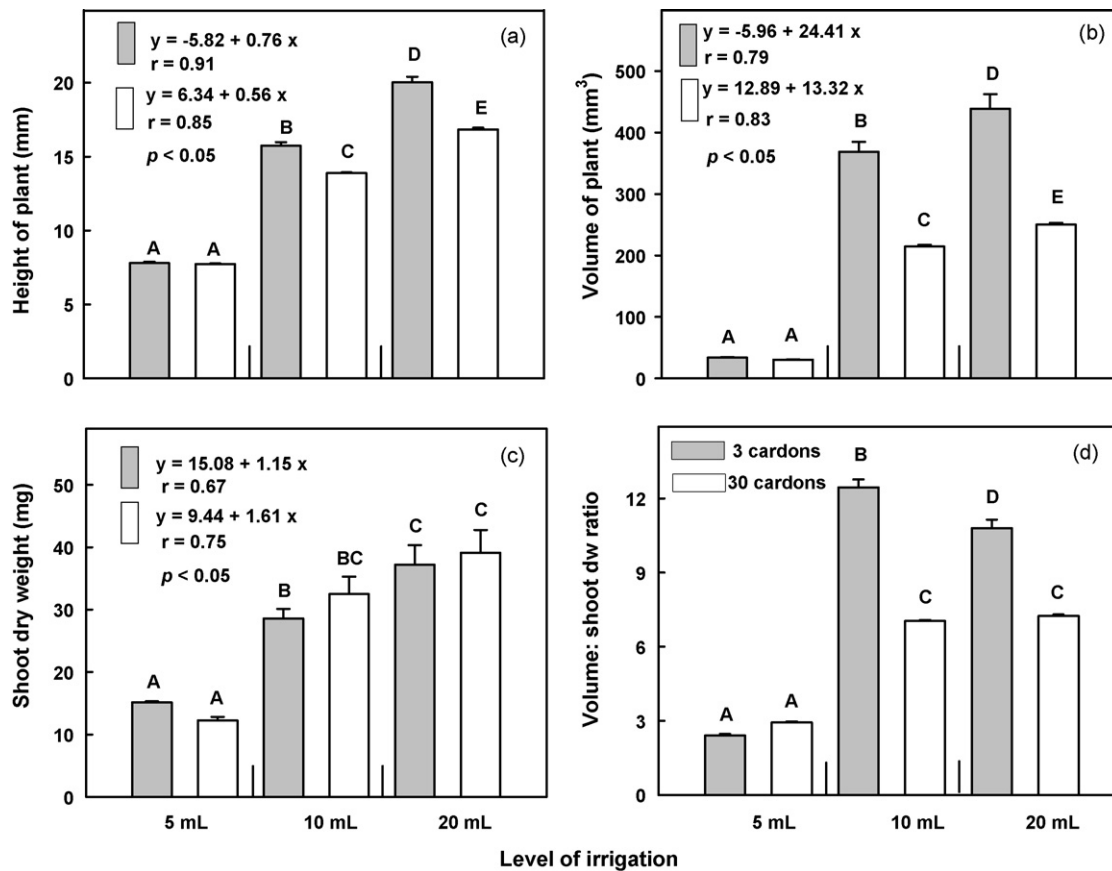 (a)
y = -5.82 + 0.76 x
r = 0.91
y = 6.34 + 0.56 x
r = 0.85
p < 0.05
Height of plant (mm)
20
15
10
5
0
A
A
B
C
D
E
(b)
y = -5.96 + 24.41 x
r = 0.79
y = 12.89 + 13.32 x
r = 0.83
p < 0.05
Volume of plant (mm³)
500
400
300
200
100
0
A
A
B
C
D
E
(c)
y = 15.08 + 1.15 x
r = 0.67
y = 9.44 + 1.61 x
r = 0.75
p < 0.05
Shoot dry weight (mg)
50
40
30
20
10
0
A
A
B
BC
C
C
5 mL 10 mL 20 mL
(d)
3 cardons
30 cardons
Volume: shoot dw ratio
12
9
6
3
0
A
A
B
C
D
C
5 mL 10 mL 20 mL
Level of irrigation